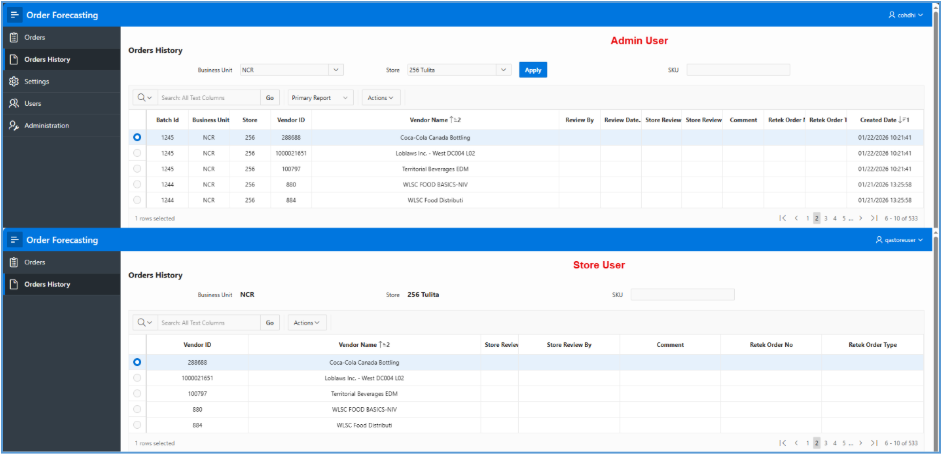 Order Forecasting
cohdhi
Orders
Orders History
Settings
Users
Administration
Admin User
Orders History
Business Unit NCR Store 256 Tulita Apply SKU
Search: All Text Columns Go Primary Report Actions
Batch Id Business Unit Store Vendor ID Vendor Name 2 Review By Review Date. Store Review Store Review Comment Retek Order Retek Order Created Date 1
1245 NCR 256 288688 Coca-Cola Canada Bottling 01/22/2026 10:21:41
1245 NCR 256 1000021651 Loblaws Inc. - West DC004 L02 01/22/2026 10:21:41
1245 NCR 256 100797 Territorial Beverages EDM 01/22/2026 10:21:41
1244 NCR 256 880 WLSC FOOD BASICS-NIV 01/21/2026 13:25:58
1244 NCR 256 884 WLSC Food Distributi 01/21/2026 13:25:58
1 rows selected
1 2 3 4 5 ... 6 - 10 of 533
Order Forecasting
qastoreuser
Orders
Orders History
Store User
Orders History
Business Unit NCR Store 256 Tulita SKU
Search: All Text Columns Go Actions
Vendor ID Vendor Name 2 Store Review Store Review By Comment Retek Order No Retek Order Type
288688 Coca-Cola Canada Bottling
1000021651 Loblaws Inc. - West DC004 L02
100797 Territorial Beverages EDM
880 WLSC FOOD BASICS-NIV
884 WLSC Food Distributi
1 rows selected
1 2 3 4 5 ... 6 - 10 of 533